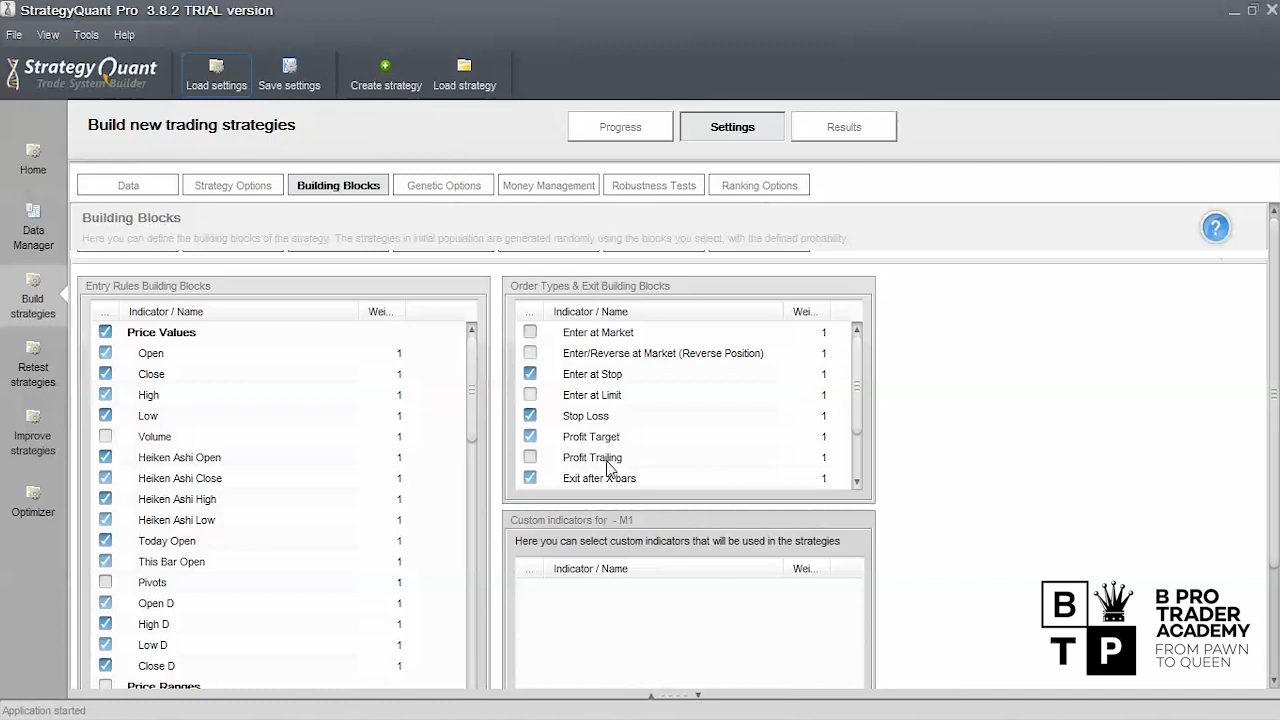 StrategyQuant Pro 3.8.2 TRIAL version
File View Tools Help
StrategyQuant
Trade System Builder
Load settings
Save settings
Create strategy
Load strategy
Build new trading strategies
Progress
Settings
Results
Home
Data Manager
Build strategies
Retest strategies
Improve strategies
Optimizer
Data
Strategy Options
Building Blocks
Genetic Options
Money Management
Robustness Tests
Ranking Options
Building Blocks
Here you can define the building blocks of the strategy. The strategies in initial population are generated randomly using the blocks you select, with the defined probability.
?
Entry Rules Building Blocks
... Indicator / Name Wei...
Price Values
Open 1
Close 1
High 1
Low 1
Volume 1
Heiken Ashi Open 1
Heiken Ashi Close 1
Heiken Ashi High 1
Heiken Ashi Low 1
Today Open 1
This Bar Open 1
Pivots 1
Open D 1
High D 1
Low D 1
Close D 1
Price Ranges
Order Types & Exit Building Blocks
... Indicator / Name Wei...
Enter at Market 1
Enter/Reverse at Market (Reverse Position) 1
Enter at Stop 1
Enter at Limit 1
Stop Loss 1
Profit Target 1
Profit Trailing 1
Exit after X bars 1
Custom indicators for - M1
Here you can select custom indicators that will be used in the strategies
... Indicator / Name Wei...
B
T P
B PRO
TRADER
ACADEMY
FROM PAWN
TO QUEEN
Application started